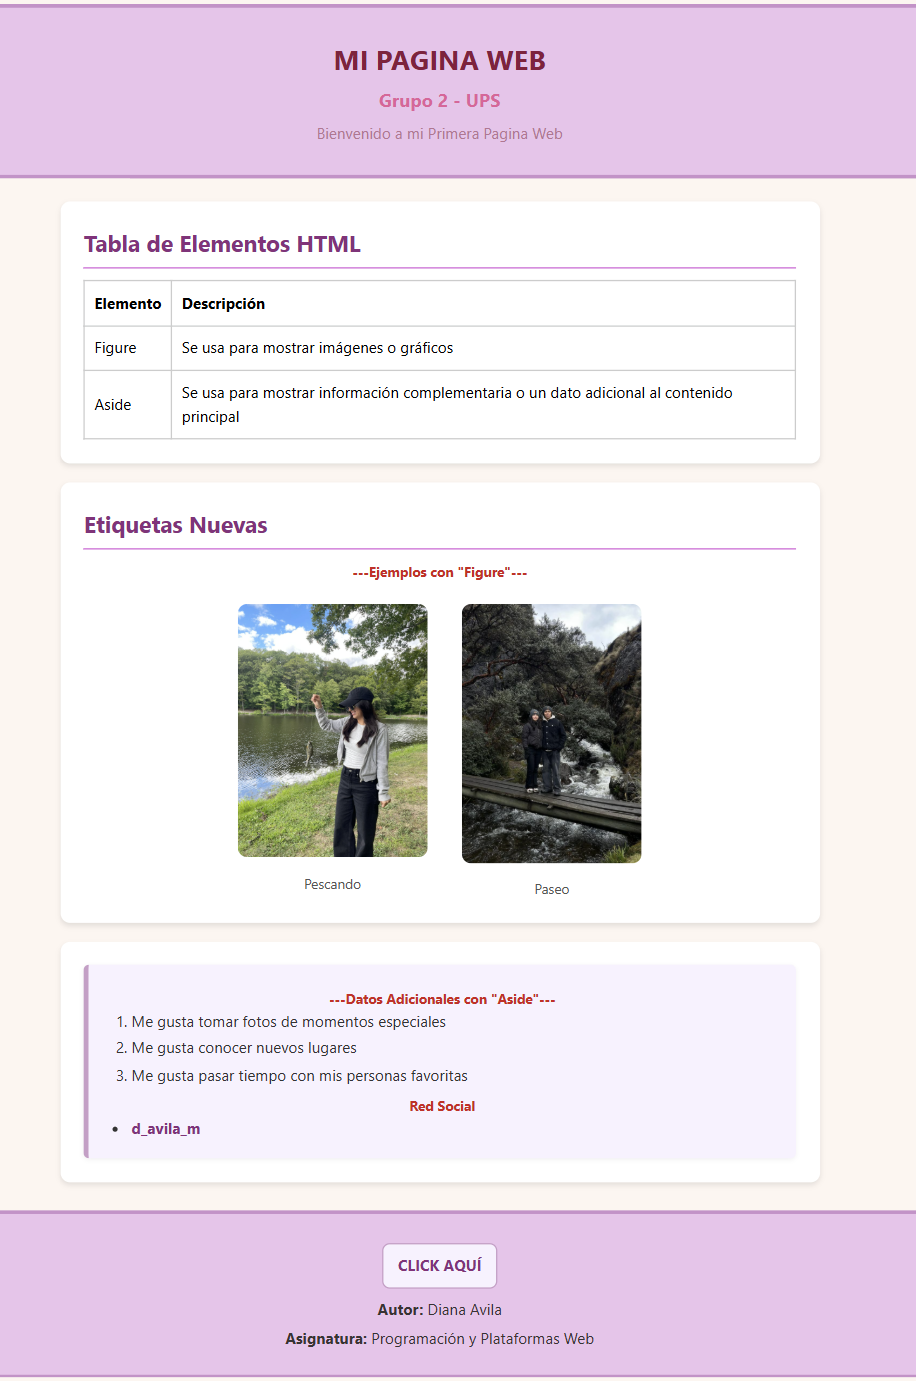 MI PAGINA WEB
Grupo 2 - UPS
Bienvenido a mi Primera Pagina Web
Tabla de Elementos HTML
Elemento Descripción
Figure Se usa para mostrar imágenes o gráficos
Aside Se usa para mostrar información complementaria o un dato adicional al contenido
principal
Etiquetas Nuevas
---Ejemplos con "Figure"---
Pescando
Paseo
---Datos Adicionales con "Aside"---
1. Me gusta tomar fotos de momentos especiales
2. Me gusta conocer nuevos lugares
3. Me gusta pasar tiempo con mis personas favoritas
Red Social
• d_avila_m
CLICK AQUÍ
Autor: Diana Avila
Asignatura: Programación y Plataformas Web